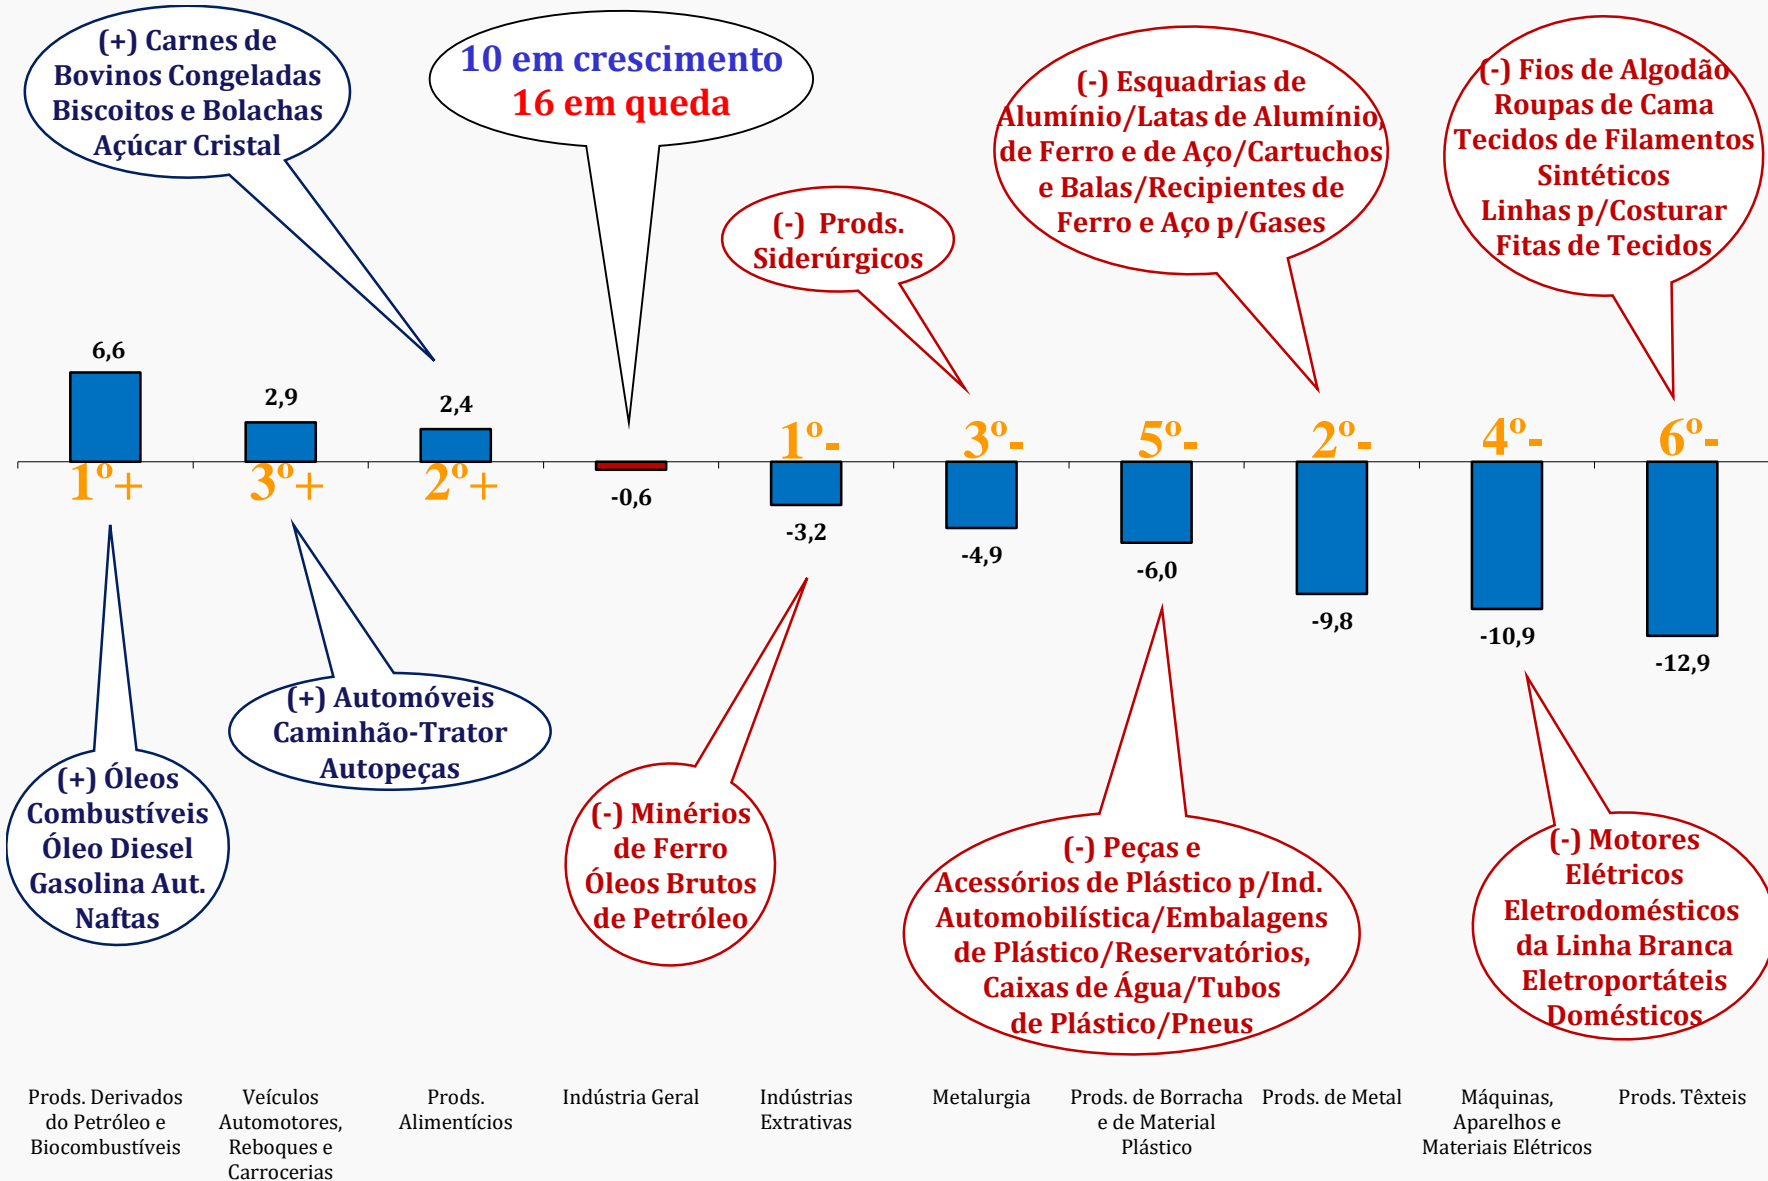 (+) Carnes de
Bovinos Congeladas
Biscoitos e Bolachas
Açúcar Cristal
10 em crescimento
16 em queda
(-) Prods.
Siderúrgicos
(-) Esquadrias de
Alumínio/Latas de Alumínio,
de Ferro e de Aço/Cartuchos
e Balas/Recipientes de
Ferro e Aço p/Gases
(-) Fios de Algodão
Roupas de Cama
Tecidos de Filamentos
Sintéticos
Linhas p/Costurar
Fitas de Tecidos
6,6
2,9
2,4
-0,6
-3,2
-4,9
-6,0
-9,8
-10,9
-12,9
1º+
3º+
2º+
1º-
3º-
5º-
2º-
4º-
6º-
(+) Óleos
Combustíveis
Óleo Diesel
Gasolina Aut.
Naftas
(+) Automóveis
Caminhão-Trator
Autopeças
(-) Minérios
de Ferro
Óleos Brutos
de Petróleo
(-) Peças e
Acessórios de Plástico p/Ind.
Automobilística/Embalagens
de Plástico/Reservatórios,
Caixas de Água/Tubos
de Plástico/Pneus
(-) Motores
Elétricos
Eletrodomésticos
da Linha Branca
Eletroportáteis
Domésticos
Prods. Derivados
do Petróleo e
Biocombustíveis
Veículos
Automotores,
Reboques e
Carrocerias
Prods.
Alimentícios
Indústria Geral
Indústrias
Extrativas
Metalurgia
Prods. de Borracha
e de Material
Plástico
Prods. de Metal
Máquinas,
Aparelhos e
Materiais Elétricos
Prods. Têxteis